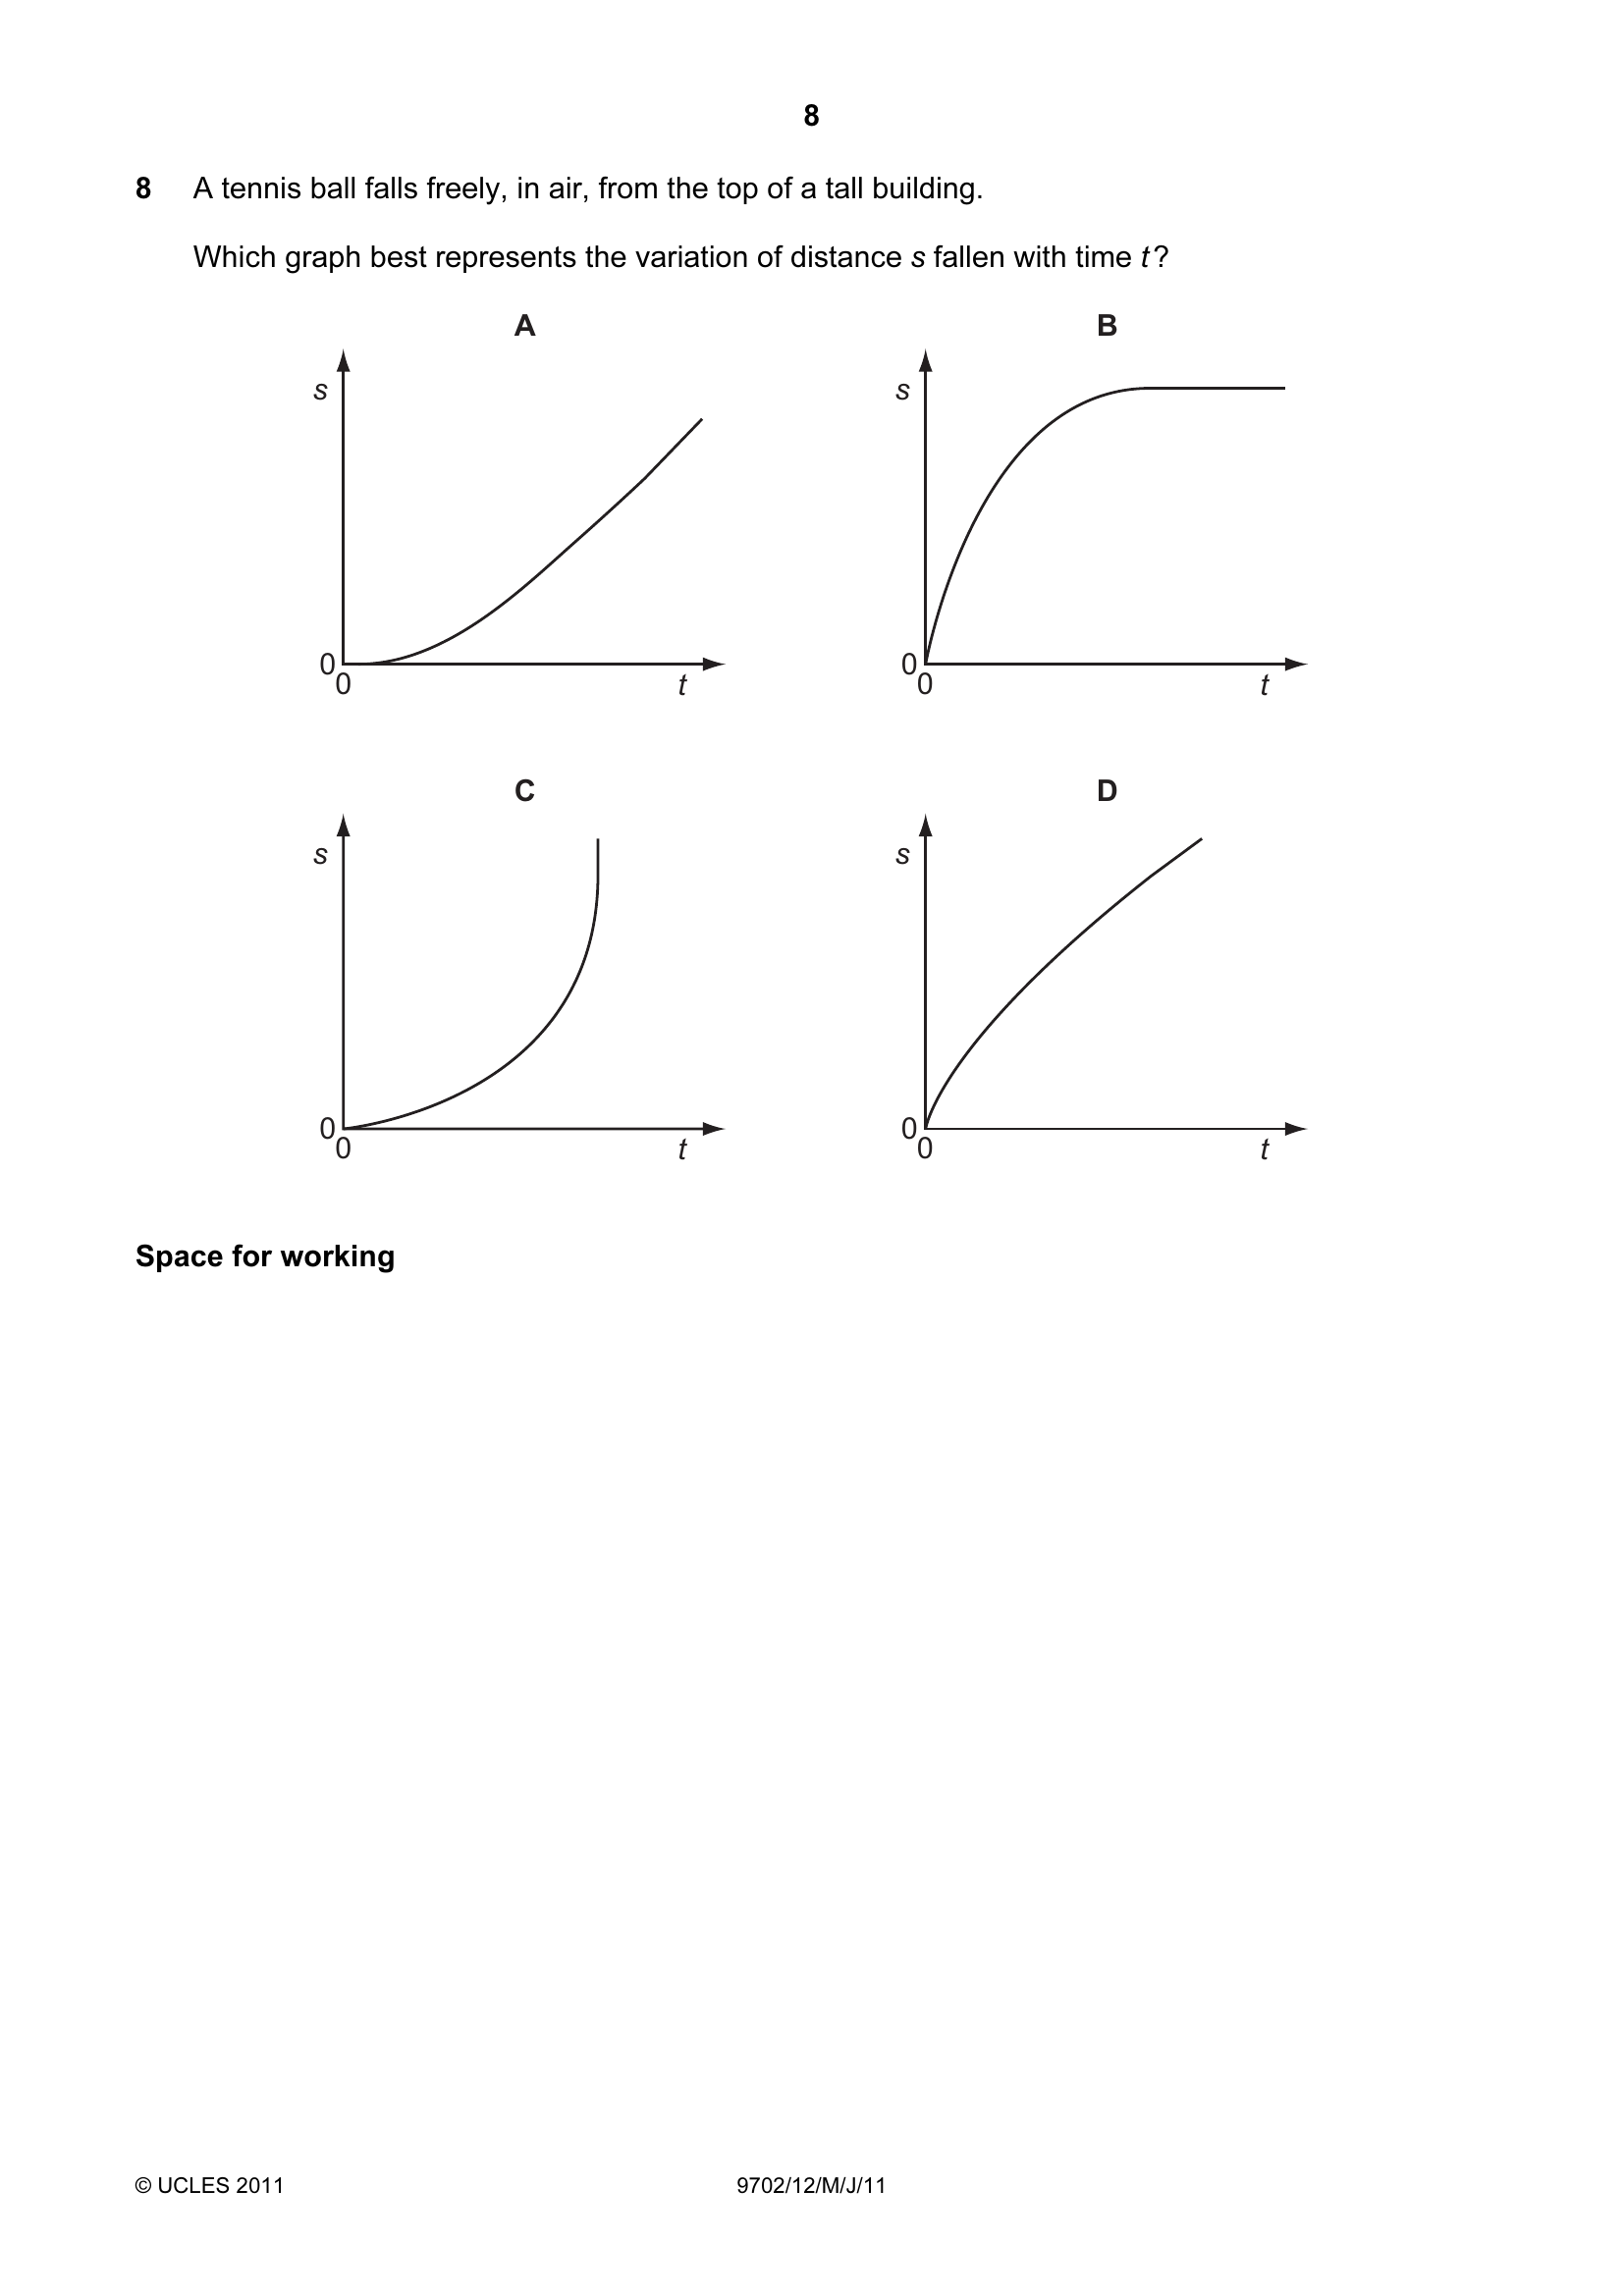 8
8 A tennis ball falls freely, in air, from the top of a tall building.
Which graph best represents the variation of distance s fallen with time t?
A
s
0
0
t
B
s
0
0
t
C
s
0
0
t
D
s
0
0
t
Space for working
© UCLES 2011
9702/12/M/J/11